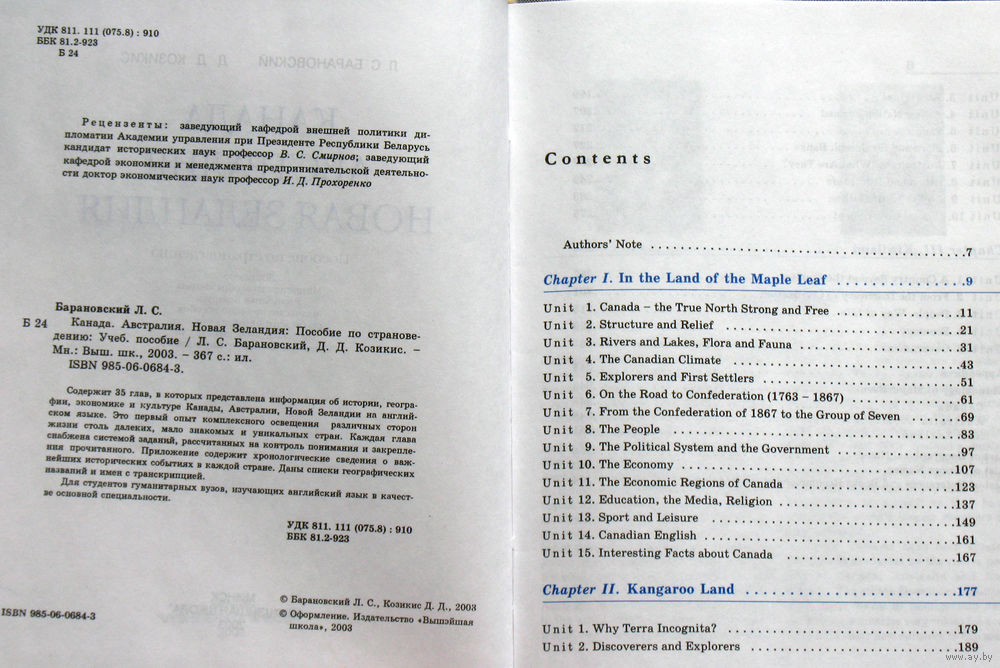 УДК 811. 111 (075.8) : 910
ББК 81.2-923
Б 24
Рецензенты: заведующий кафедрой внешней политики ди-
пломатии Академии управления при Президенте Республики Беларусь
кандидат исторических наук профессор В. С. Смирнов; заведующий
кафедрой экономики и менеджмента предпринимательской деятельно-
сти доктор экономических наук профессор И. Д. Прохоренко
Барановский Л. С.
Б 24 Канада. Австралия. Новая Зеландия: Пособие по странове-
дению: Учеб. пособие / Л. С. Барановский, Д. Д. Козикис. –
Мн.: Выш. шк., 2003. – 367 с.: ил.
ISBN 985-06-0684-3.
Содержит 35 глав, в которых представлена информация об истории, геогра-
фии, экономике и культуре Канады, Австралии, Новой Зеландии на англий-
ском языке. Это первый опыт комплексного освещения различных сторон
жизни столь далеких, мало знакомых и уникальных стран. Каждая глава
снабжена системой заданий, рассчитанных на контроль понимания и закрепле-
ния прочитанного. Приложение содержит хронологические сведения о важ-
нейших исторических событиях в каждой стране. Даны списки географических
названий и имен с транскрипцией.
Для студентов гуманитарных вузов, изучающих английский язык в качест-
ве основной специальности.
УДК 811. 111 (075.8) : 910
ББК 81.2-923
ISBN 985-06-0684-3
© Барановский Л. С., Козикис Д. Д., 2003
© Оформление. Издательство «Вышэйшая
школа», 2003
Contents
Authors' Note . . . . . . . . . . 7
Chapter I. In the Land of the Maple Leaf . . . . . . . . . . 9
Unit 1. Canada – the True North Strong and Free . . . . . . . . . . 11
Unit 2. Structure and Relief . . . . . . . . . . 21
Unit 3. Rivers and Lakes, Flora and Fauna . . . . . . . . . . 31
Unit 4. The Canadian Climate . . . . . . . . . . 43
Unit 5. Explorers and First Settlers . . . . . . . . . . 51
Unit 6. On the Road to Confederation (1763 – 1867) . . . . . . . . . . 61
Unit 7. From the Confederation of 1867 to the Group of Seven . . . . . . . . . . 69
Unit 8. The People . . . . . . . . . . 83
Unit 9. The Political System and the Government . . . . . . . . . . 97
Unit 10. The Economy . . . . . . . . . . 107
Unit 11. The Economic Regions of Canada . . . . . . . . . . 123
Unit 12. Education, the Media, Religion . . . . . . . . . . 137
Unit 13. Sport and Leisure . . . . . . . . . . 149
Unit 14. Canadian English . . . . . . . . . . 161
Unit 15. Interesting Facts about Canada . . . . . . . . . . 167
Chapter II. Kangaroo Land . . . . . . . . . . 177
Unit 1. Why Terra Incognita? . . . . . . . . . . 179
Unit 2. Discoverers and Explorers . . . . . . . . . . 189
www.ay.by